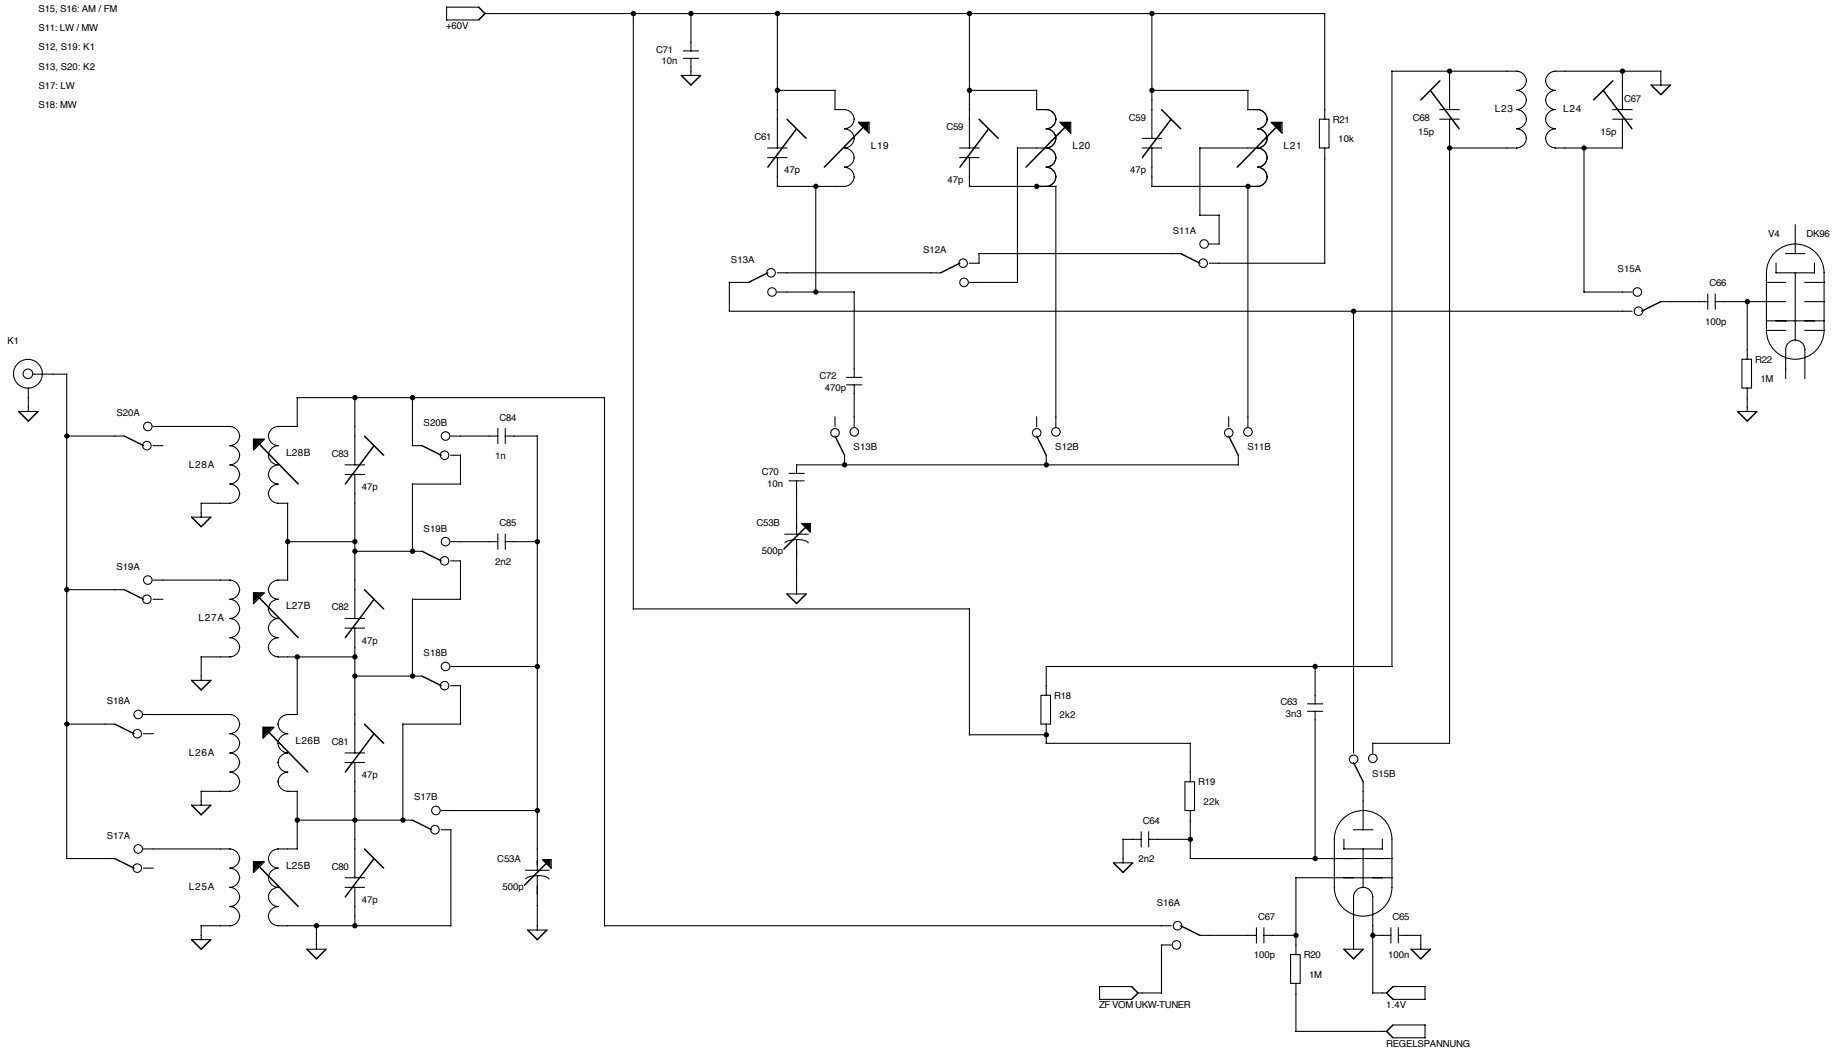 S15, S16: AM / FM
S11: LW / MW
S12, S19: K1
S13, S20: K2
S17: LW
S18: MW
+60V
C71
10n
C61
47p
L19
C59
47p
L20
C59
47p
L21
R21
10k
C68
15p
L23
L24
C67
15p
S13A
S12A
S11A
S15A
C66
100p
V4
DK96
R22
1M
C72
470p
S13B
S12B
S11B
C70
10n
C53B
500p
K1
S20A
L28A
L28B
C83
47p
S20B
C84
1n
S19A
L27A
L27B
C82
47p
S19B
C85
2n2
S18A
L26A
L26B
C81
47p
S18B
S17A
L25A
L25B
C80
47p
S17B
C53A
500p
R18
2k2
C63
3n3
R19
22k
C64
2n2
S15B
S16A
C67
100p
R20
1M
C65
100n
ZF VOM UKW-TUNER
1.4V
REGELSPANNUNG